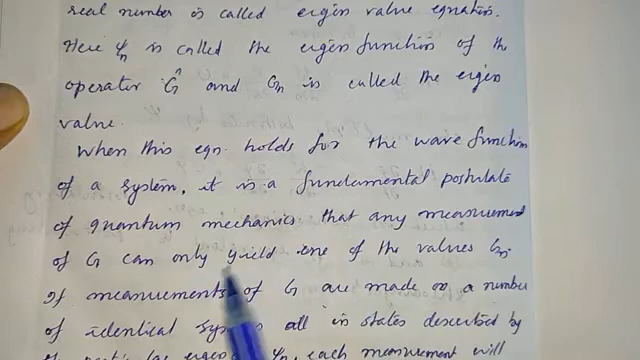 real number is called eigen value equation.
Here ψn is called the eigen function of the
operator Ĝ and Gn is called the eigen
value.
When this eqn. holds for the wave function
of a system, it is a fundamental postulate
of quantum mechanics that any measurement
of G can only yield one of the values Gn.
If measurements of G are made on a number
of identical systems all in states described by
ψn, each measurement will